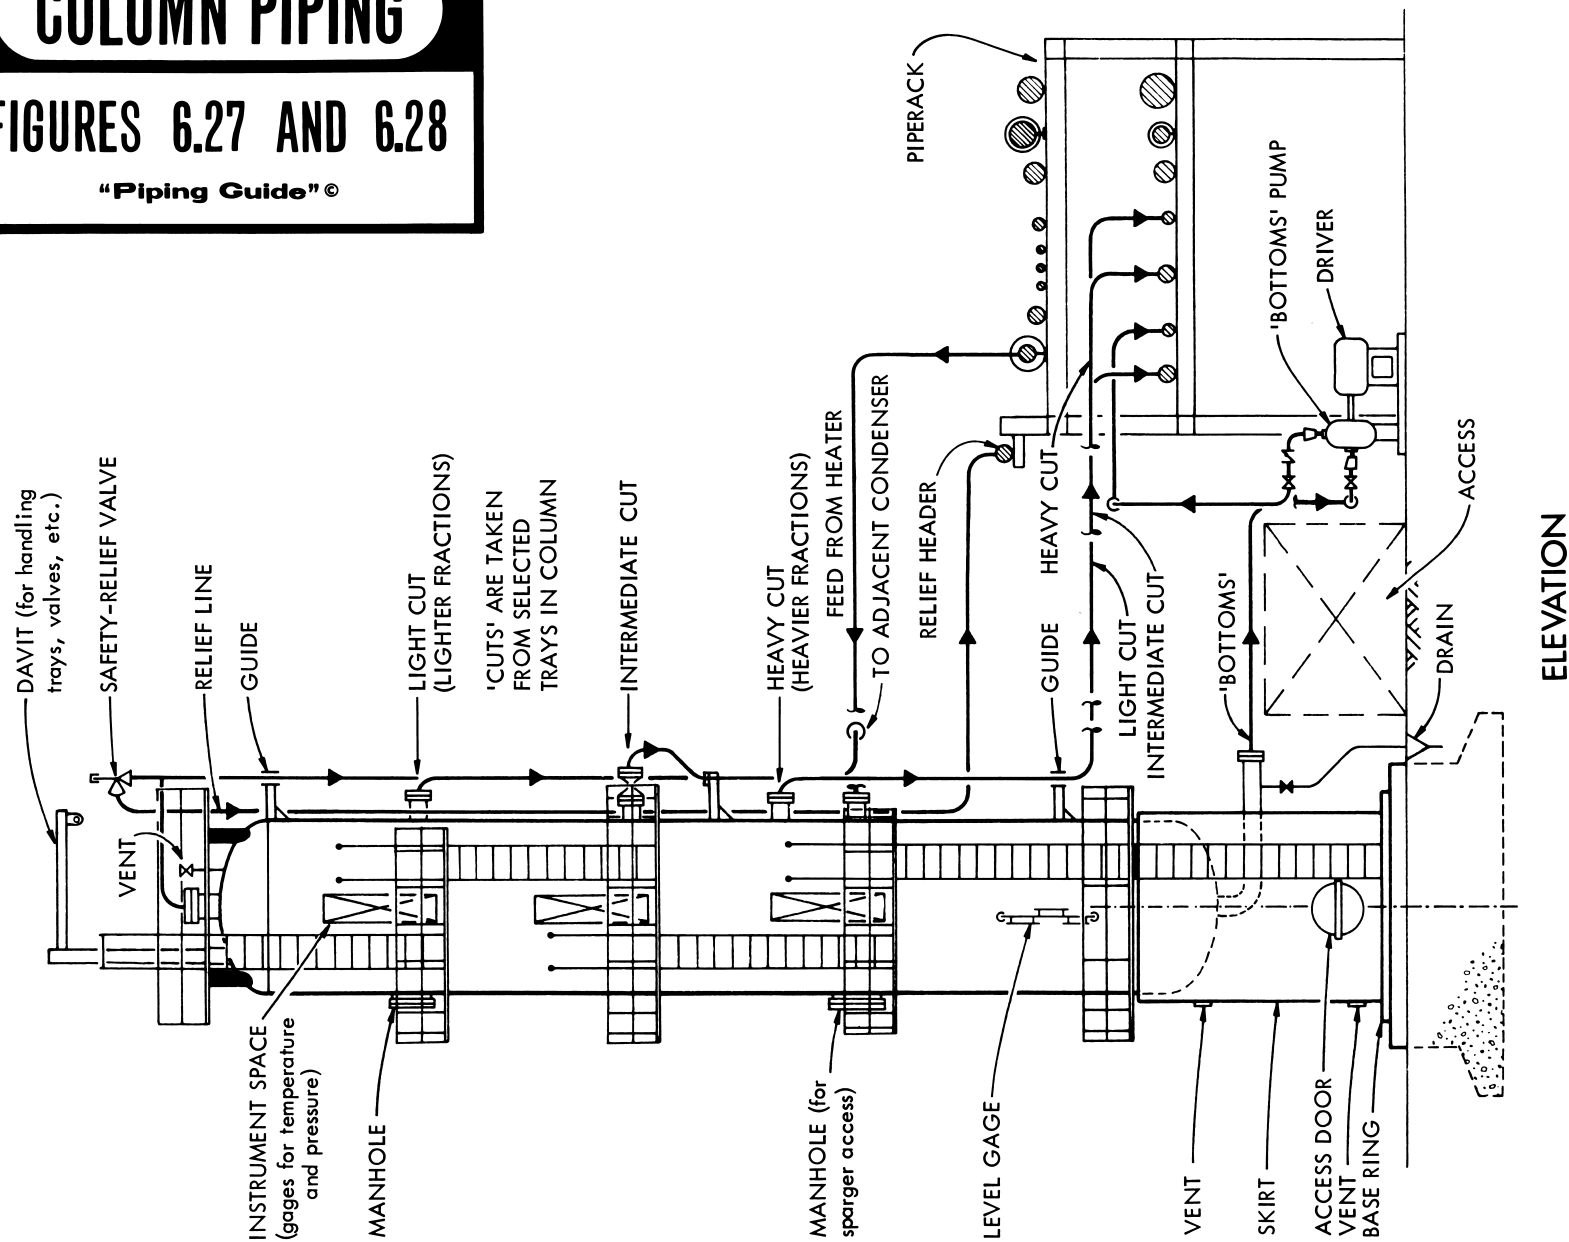 COLUMN PIPING
FIGURES 6.27 AND 6.28
"Piping Guide"©
DAVIT (for handling
trays, valves, etc.)
SAFETY-RELIEF VALVE
RELIEF LINE
GUIDE
LIGHT CUT
(LIGHTER FRACTIONS)
'CUTS' ARE TAKEN
FROM SELECTED
TRAYS IN COLUMN
INTERMEDIATE CUT
HEAVY CUT
(HEAVIER FRACTIONS)
FEED FROM HEATER
TO ADJACENT CONDENSER
RELIEF HEADER
PIPERACK
HEAVY CUT
GUIDE
LIGHT CUT
INTERMEDIATE CUT
'BOTTOMS'
'BOTTOMS' PUMP
DRIVER
ACCESS
DRAIN
VENT
INSTRUMENT SPACE
(gages for temperature
and pressure)
MANHOLE
MANHOLE (for
sparger access)
LEVEL GAGE
VENT
SKIRT
ACCESS DOOR
VENT
BASE RING
ELEVATION